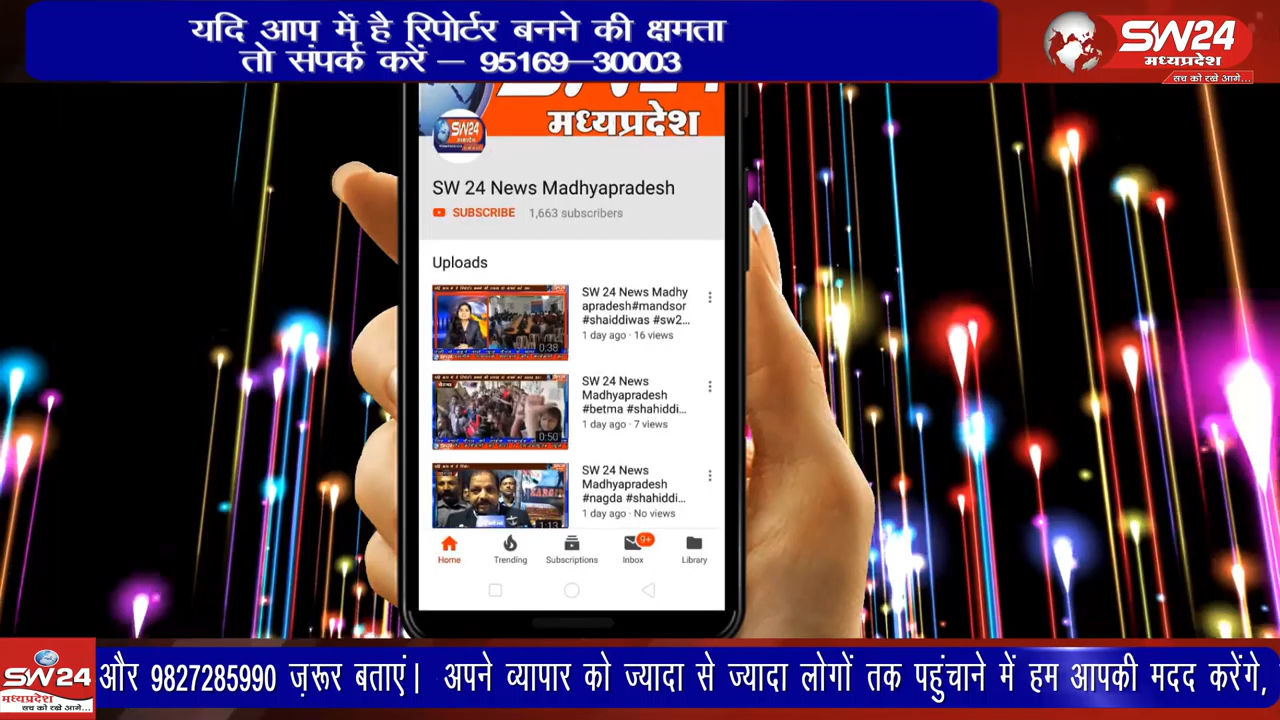 यदि आप में है रिपोर्टर बनने की क्षमता
तो संपर्क करें – 95169–30003
SW24
मध्यप्रदेश
सच को रखे आगे...
मध्यप्रदेश
SW24
SW 24 News Madhyapradesh
SUBSCRIBE 1,663 subscribers
Uploads
SW 24 News Madhy
apradesh#mandsor
#shaiddiwas #sw2...
1 day ago · 16 views
0:38
SW 24 News
Madhyapradesh
#betma #shahiddi...
1 day ago · 7 views
0:50
SW 24 News
Madhyapradesh
#nagda #shahiddi...
1 day ago · No views
1:13
9+
Home Trending Subscriptions Inbox Library
SW24
मध्यप्रदेश
सच को रखे आगे...
और 9827285990 ज़रूर बताएं। अपने व्यापार को ज्यादा से ज्यादा लोगों तक पहुंचाने में हम आपकी मदद करेंगे,